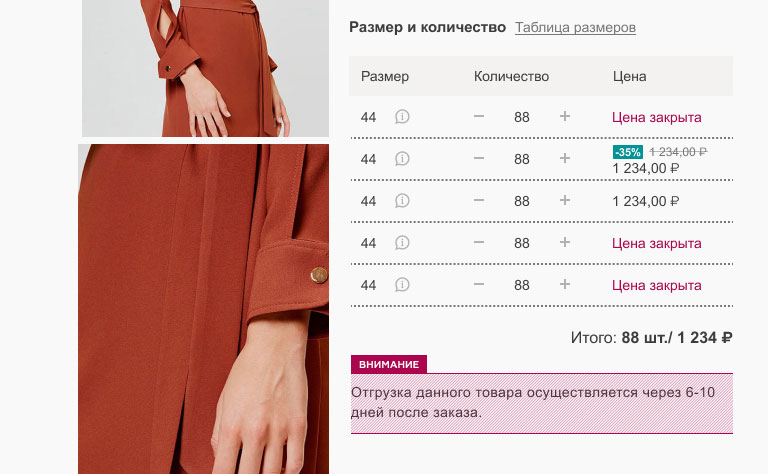 Размер и количество Таблица размеров
Размер Количество Цена
44 − 88 + Цена закрыта
44 − 88 + -35% 1 234,00 ₽
1 234,00 ₽
44 − 88 + 1 234,00 ₽
44 − 88 + Цена закрыта
44 − 88 + Цена закрыта
Итого: 88 шт./ 1 234 ₽
ВНИМАНИЕ
Отгрузка данного товара осуществляется через 6-10
дней после заказа.